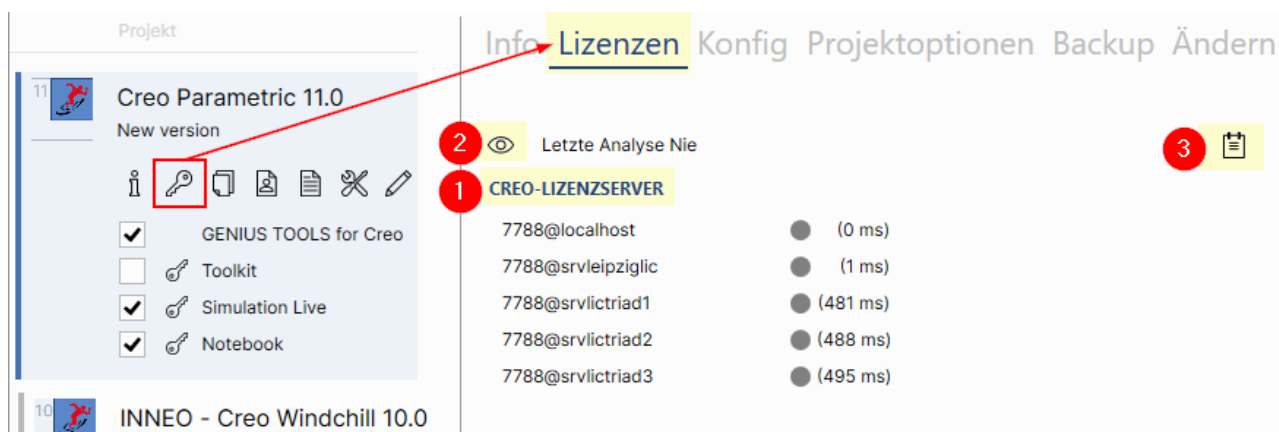 Projekt
11
Creo Parametric 11.0
New version
GENIUS TOOLS for Creo
Toolkit
Simulation Live
Notebook
10
INNEO - Creo Windchill 10.0
Info Lizenzen Konfig Projektoptionen Backup Ändern
2 Letzte Analyse Nie 3
1 CREO-LIZENZSERVER
7788@localhost (0 ms)
7788@srvleipziglic (1 ms)
7788@srvlictriad1 (481 ms)
7788@srvlictriad2 (488 ms)
7788@srvlictriad3 (495 ms)